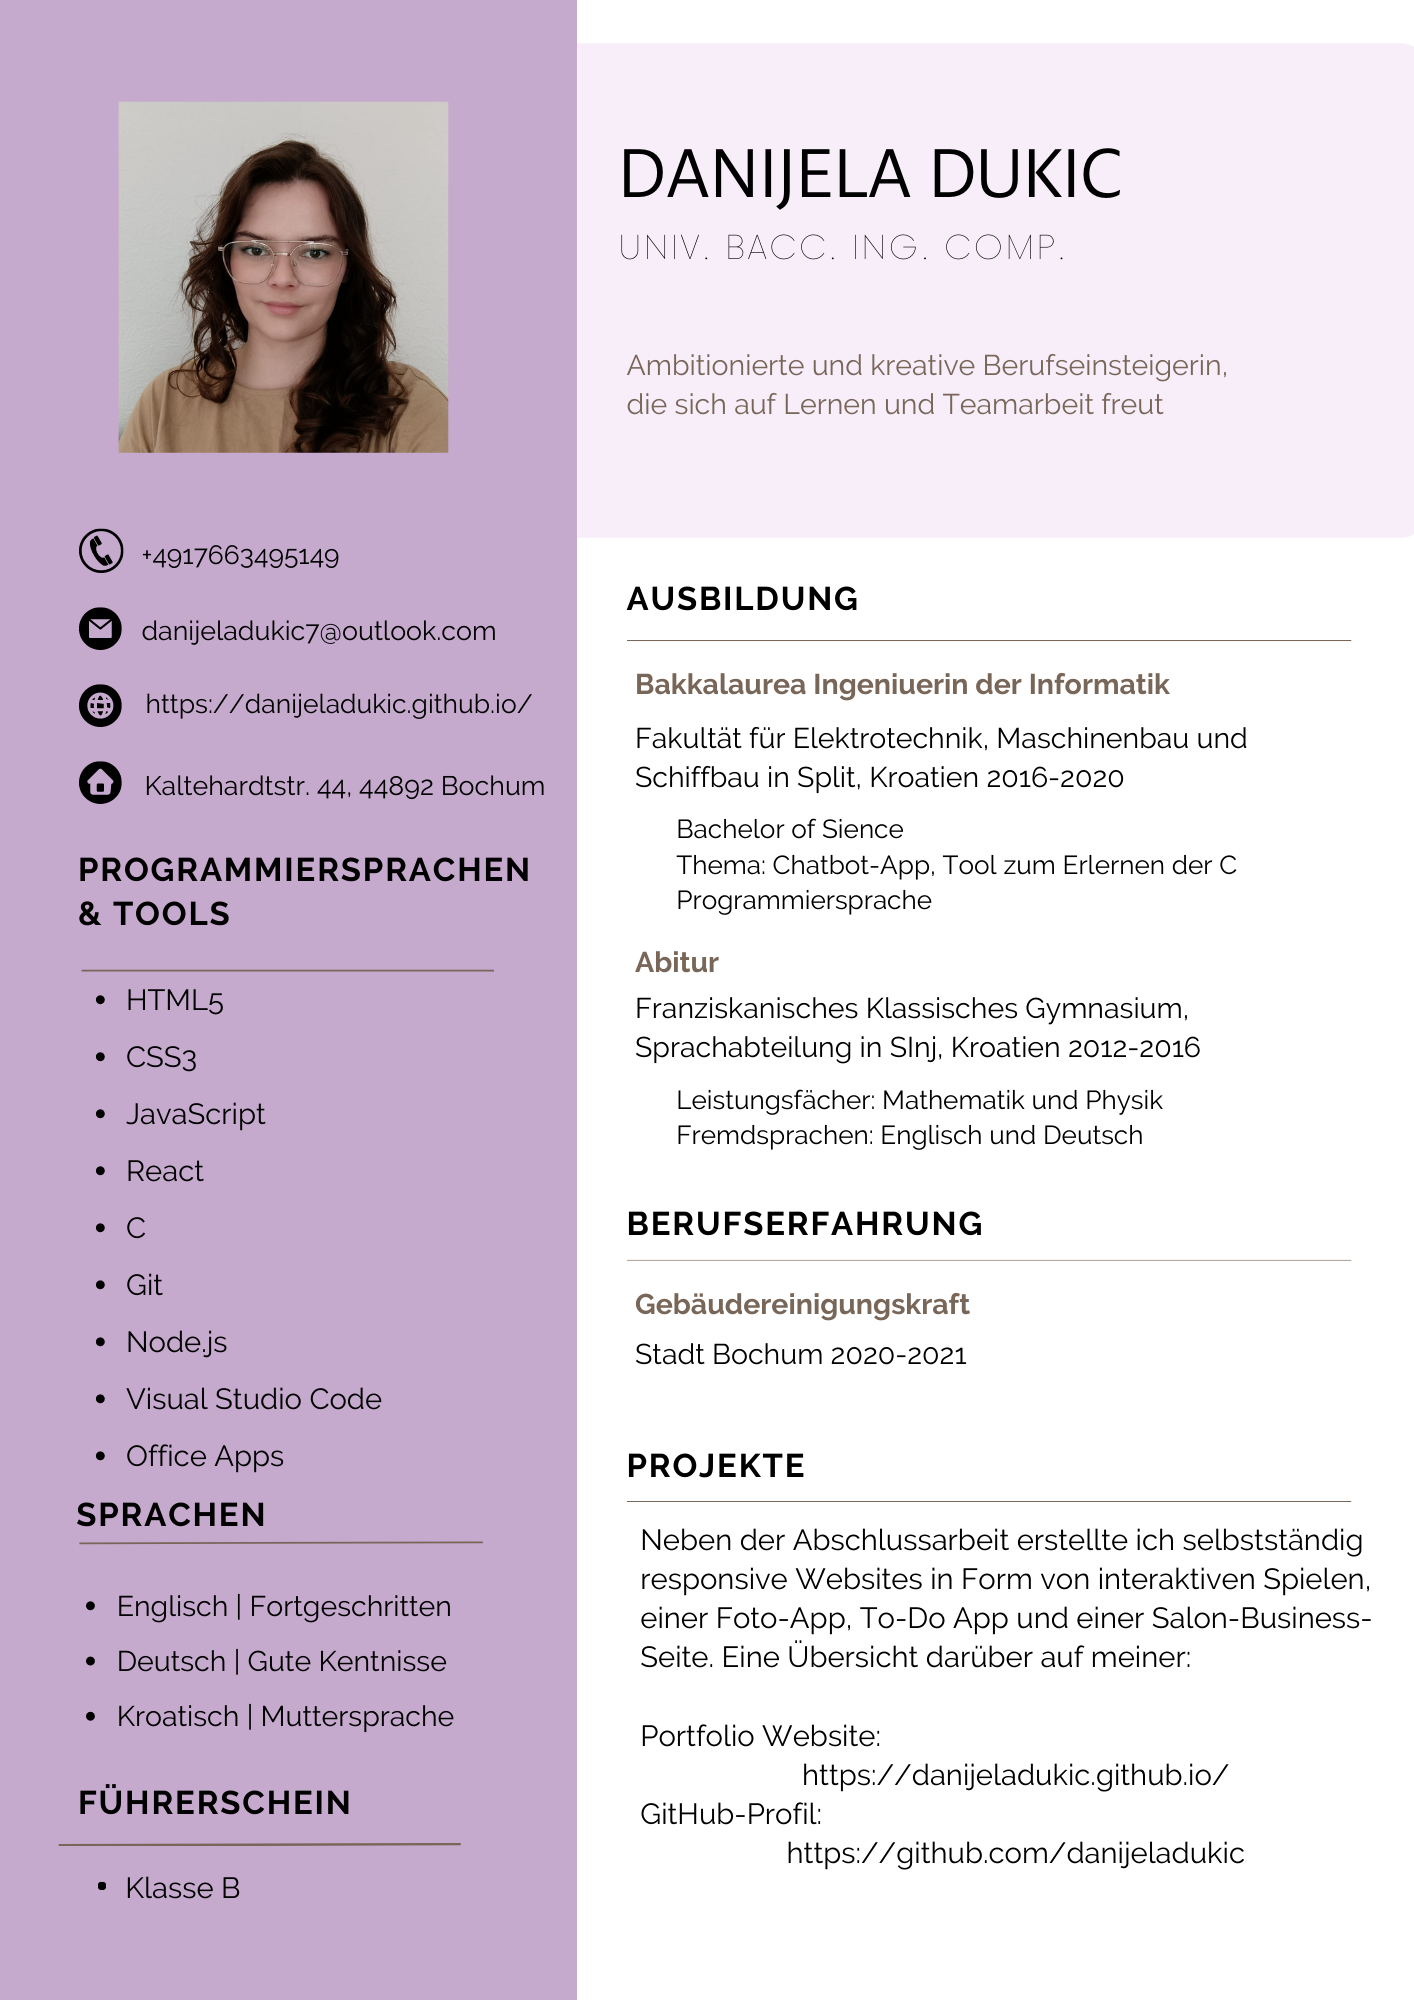 DANIJELA DUKIC
UNIV. BACC. ING. COMP.
Ambitionierte und kreative Berufseinsteigerin,
die sich auf Lernen und Teamarbeit freut
+4917663495149
danijeladukic7@outlook.com
https://danijeladukic.github.io/
Kaltehardtstr. 44, 44892 Bochum
PROGRAMMIERSPRACHEN
& TOOLS
• HTML5
• CSS3
• JavaScript
• React
• C
• Git
• Node.js
• Visual Studio Code
• Office Apps
SPRACHEN
• Englisch | Fortgeschritten
• Deutsch | Gute Kentnisse
• Kroatisch | Muttersprache
FÜHRERSCHEIN
• Klasse B
AUSBILDUNG
Bakkalaurea Ingeniuerin der Informatik
Fakultät für Elektrotechnik, Maschinenbau und
Schiffbau in Split, Kroatien 2016-2020
Bachelor of Sience
Thema: Chatbot-App, Tool zum Erlernen der C
Programmiersprache
Abitur
Franziskanisches Klassisches Gymnasium,
Sprachabteilung in SInj, Kroatien 2012-2016
Leistungsfächer: Mathematik und Physik
Fremdsprachen: Englisch und Deutsch
BERUFSERFAHRUNG
Gebäudereinigungskraft
Stadt Bochum 2020-2021
PROJEKTE
Neben der Abschlussarbeit erstellte ich selbstständig
responsive Websites in Form von interaktiven Spielen,
einer Foto-App, To-Do App und einer Salon-Business-
Seite. Eine Übersicht darüber auf meiner:
Portfolio Website:
https://danijeladukic.github.io/
GitHub-Profil:
https://github.com/danijeladukic